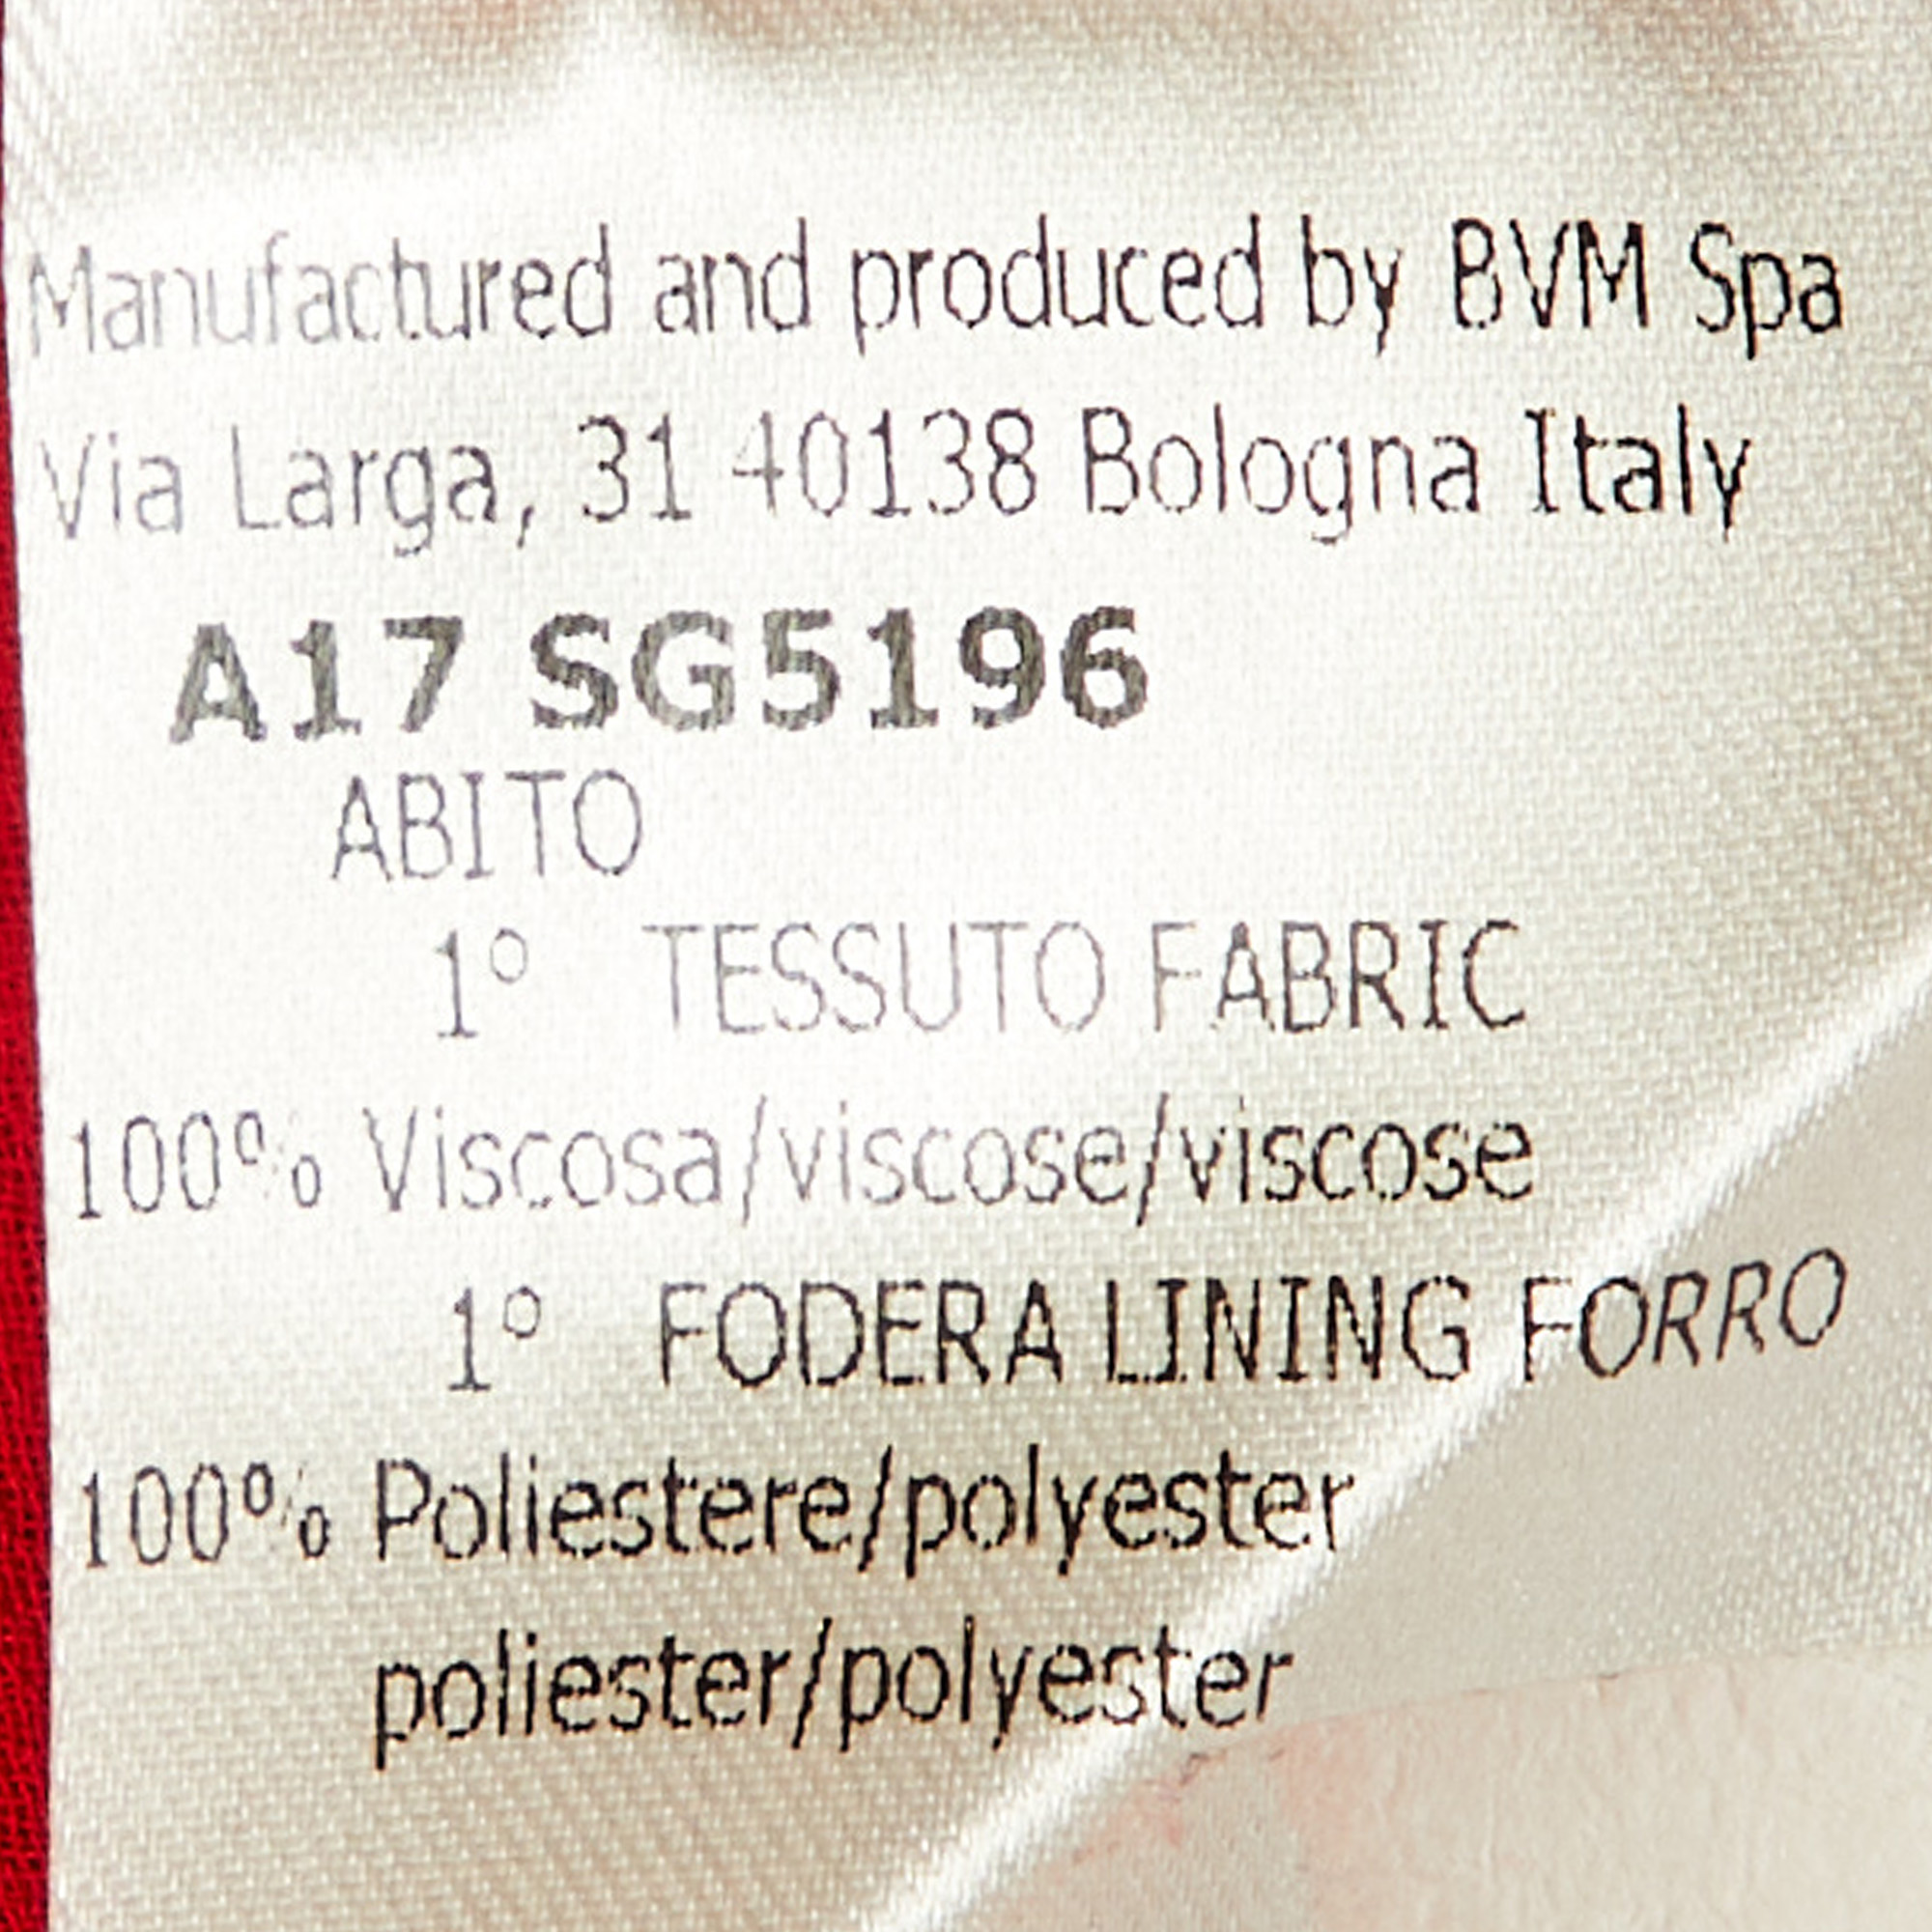 Manufactured and produced by BVM Spa
Via Larga, 31 40138 Bologna Italy
A17 SG5196
ABITO
1° TESSUTO FABRIC
100% Viscosa/viscose/viscose
1° FODERA LINING FORRO
100% Poliestere/polyester
poliester/polyester